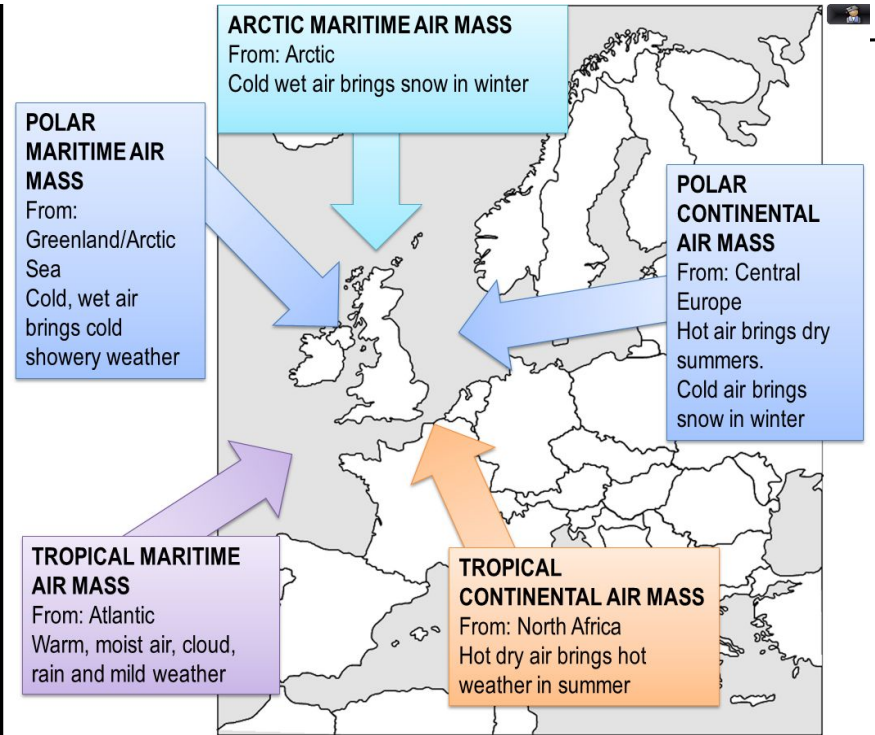 ARCTIC MARITIME AIR MASS
From: Arctic
Cold wet air brings snow in winter
POLAR
MARITIME AIR
MASS
From:
Greenland/Arctic
Sea
Cold, wet air
brings cold
showery weather
POLAR
CONTINENTAL
AIR MASS
From: Central
Europe
Hot air brings dry
summers.
Cold air brings
snow in winter
TROPICAL MARITIME
AIR MASS
From: Atlantic
Warm, moist air, cloud,
rain and mild weather
TROPICAL
CONTINENTAL AIR MASS
From: North Africa
Hot dry air brings hot
weather in summer